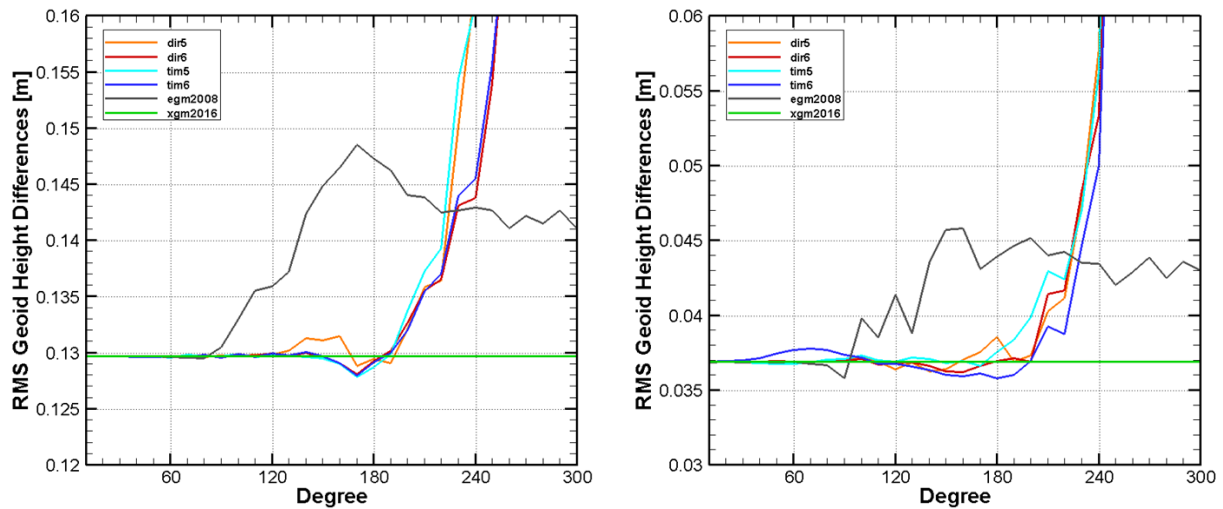 RMS Geoid Height Differences [m]
0.16
0.155
0.15
0.145
0.14
0.135
0.13
0.125
0.12
dir5
dir6
tim5
tim6
egm2008
xgm2016
60
120
180
240
300
Degree
RMS Geoid Height Differences [m]
0.06
0.055
0.05
0.045
0.04
0.035
0.03
dir5
dir6
tim5
tim6
egm2008
xgm2016
60
120
180
240
300
Degree